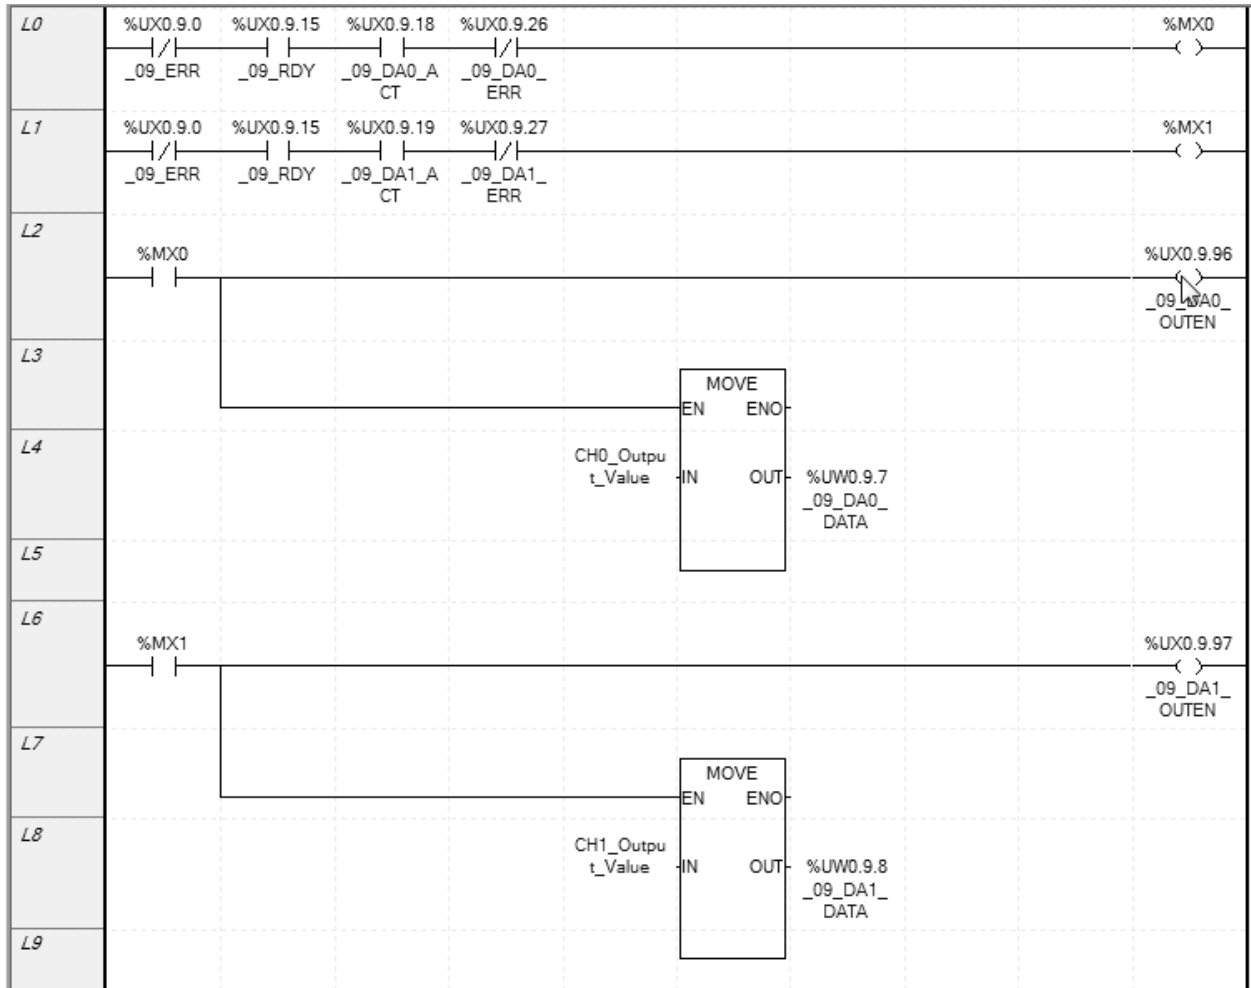 L0 %UX0.9.0 %UX0.9.15 %UX0.9.18 %UX0.9.26 %MX0
_09_ERR _09_RDY _09_DA0_A _09_DA0_
CT ERR
L1 %UX0.9.0 %UX0.9.15 %UX0.9.19 %UX0.9.27 %MX1
_09_ERR _09_RDY _09_DA1_A _09_DA1_
CT ERR
L2
%MX0 %UX0.9.96
_09_DA0_
OUTEN
L3
MOVE
EN ENO
L4
CH0_Outpu
t_Value IN OUT %UW0.9.7
_09_DA0_
DATA
L5
L6
%MX1 %UX0.9.97
_09_DA1_
OUTEN
L7
MOVE
EN ENO
L8
CH1_Outpu
t_Value IN OUT %UW0.9.8
_09_DA1_
DATA
L9